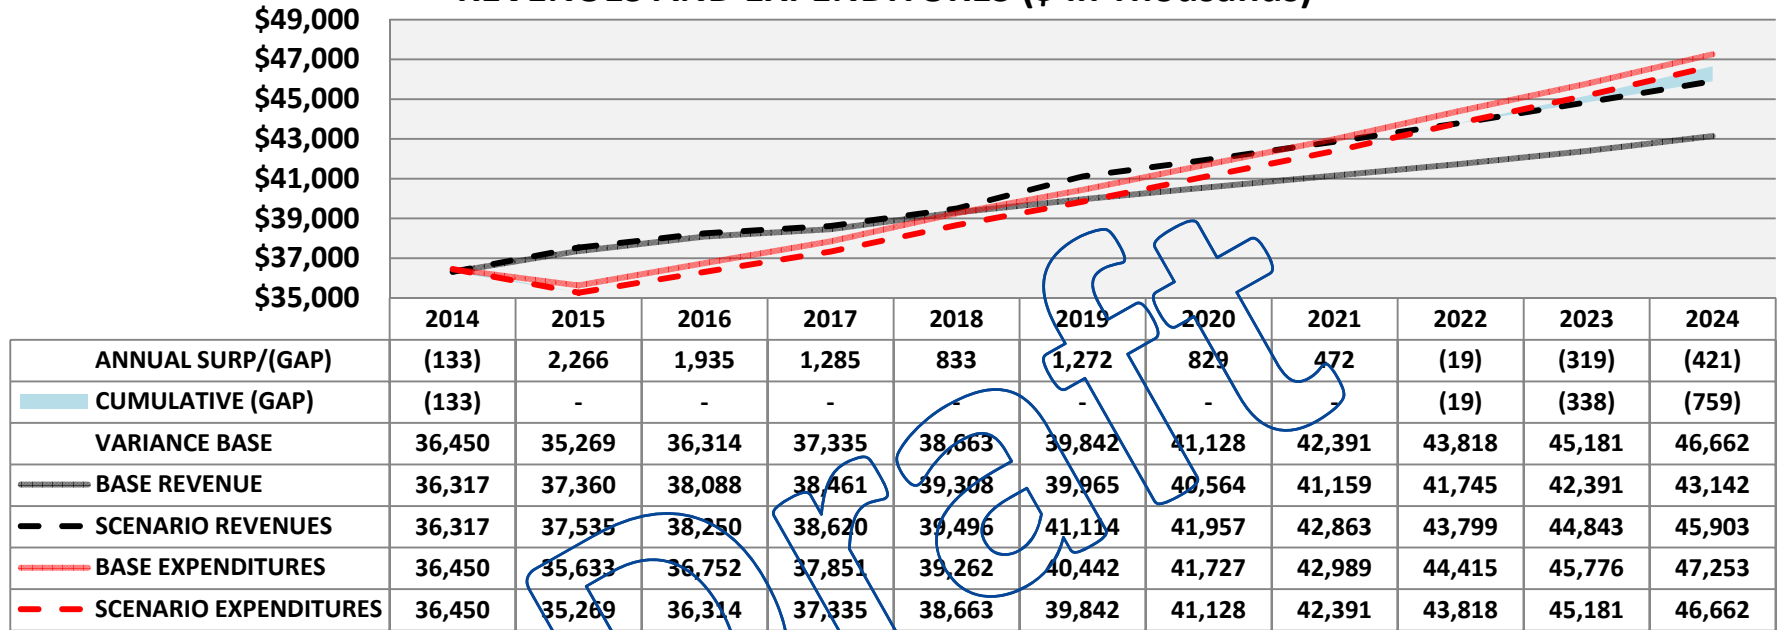 REVENUES AND EXPENDITURES ($ in Thousands)
$49,000
$47,000
$45,000
$43,000
$41,000
$39,000
$37,000
$35,000
2014 2015 2016 2017 2018 2019 2020 2021 2022 2023 2024
ANNUAL SURP/(GAP) (133) 2,266 1,935 1,285 833 1,272 829 472 (19) (319) (421)
CUMULATIVE (GAP) (133) - - - - - - - (19) (338) (759)
VARIANCE BASE 36,450 35,269 36,314 37,335 38,663 39,842 41,128 42,391 43,818 45,181 46,662
BASE REVENUE 36,317 37,360 38,088 38,461 39,308 39,965 40,564 41,159 41,745 42,391 43,142
SCENARIO REVENUES 36,317 37,535 38,250 38,620 39,496 41,114 41,957 42,863 43,799 44,843 45,903
BASE EXPENDITURES 36,450 35,633 36,752 37,851 39,262 40,442 41,727 42,989 44,415 45,776 47,253
SCENARIO EXPENDITURES 36,450 35,269 36,314 37,335 38,663 39,842 41,128 42,391 43,818 45,181 46,662
Draft